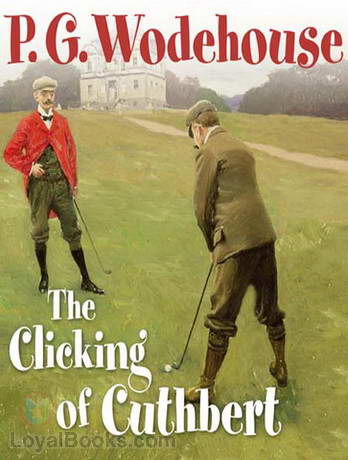 P. G. Wodehouse
The
Clicking
of Cuthbert
LoyalBooks.com